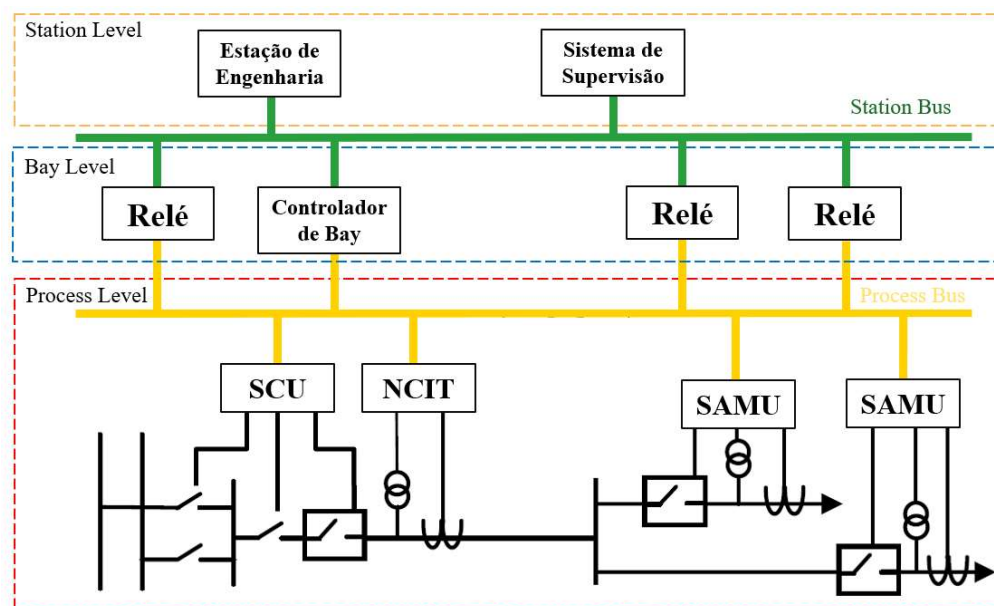 Station Level
Estação de
Engenharia
Sistema de
Supervisão
Station Bus
Bay Level
Relé
Controlador
de Bay
Relé
Relé
Process Level
Process Bus
SCU
NCIT
SAMU
SAMU